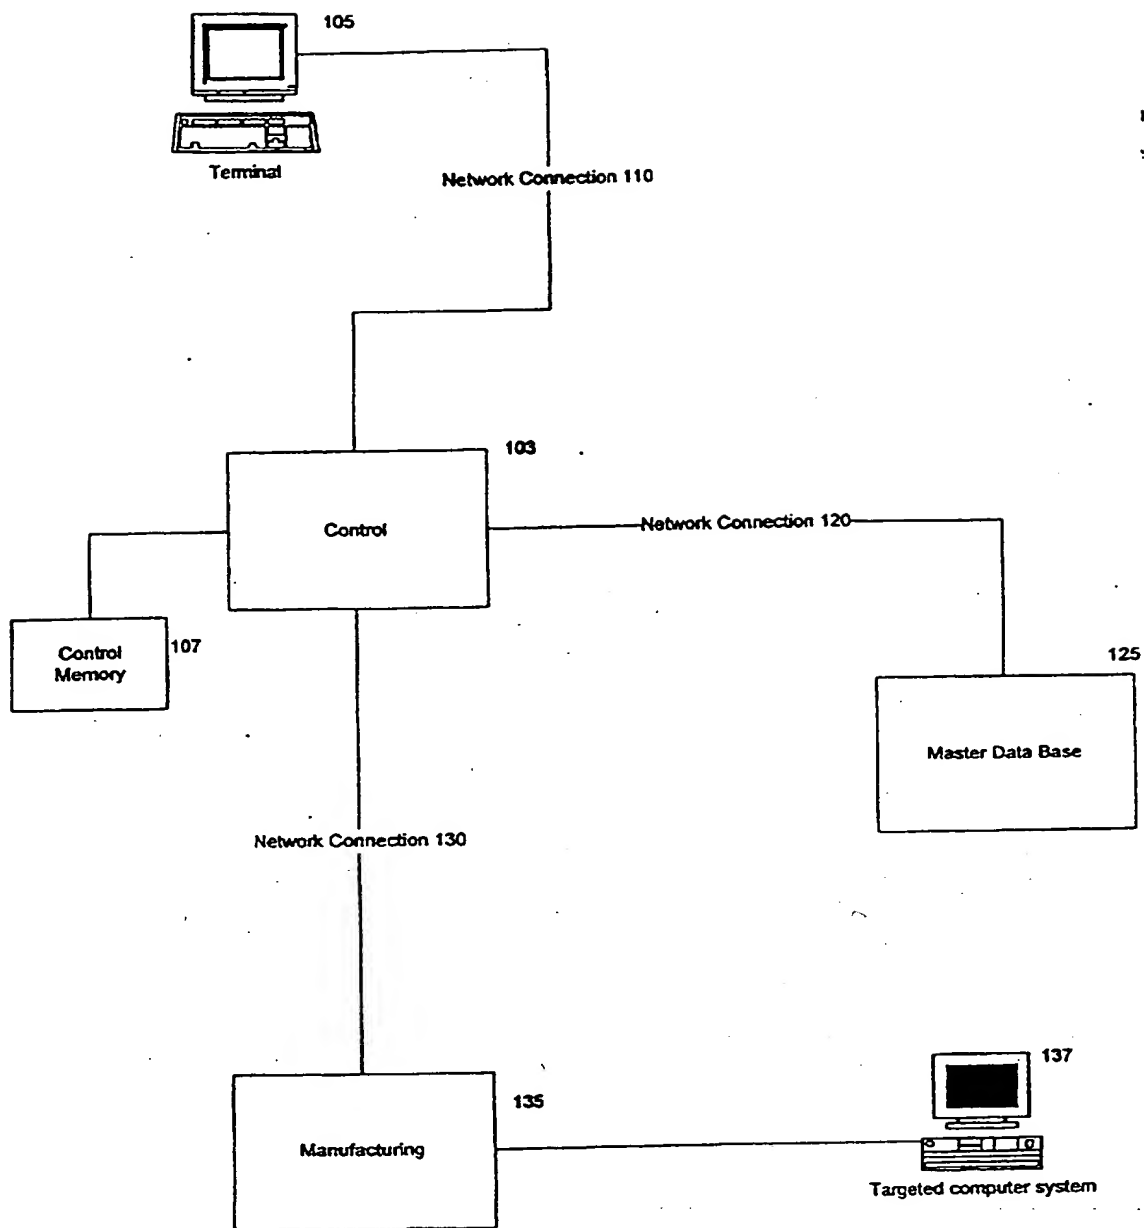 105
Terminal
Network Connection 110
103
Control
Network Connection 120
Control
Memory
107
125
Master Data Base
Network Connection 130
137
135
Manufacturing
Targeted computer system